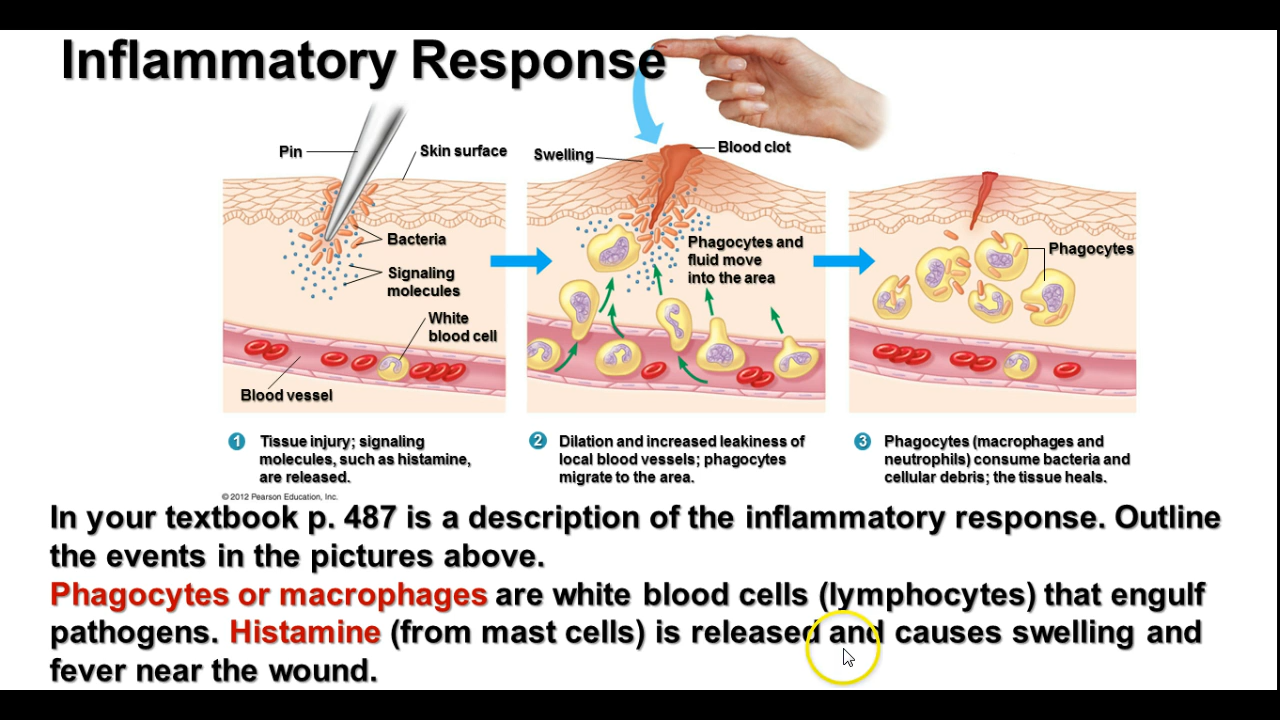 Inflammatory Response
Pin
Skin surface
Bacteria
Signaling
molecules
White
blood cell
Blood vessel
Swelling
Blood clot
Phagocytes and
fluid move
into the area
Phagocytes
1 Tissue injury; signaling
molecules, such as histamine,
are released.
2 Dilation and increased leakiness of
local blood vessels; phagocytes
migrate to the area.
3 Phagocytes (macrophages and
neutrophils) consume bacteria and
cellular debris; the tissue heals.
© 2012 Pearson Education, Inc.
In your textbook p. 487 is a description of the inflammatory response. Outline
the events in the pictures above.
Phagocytes or macrophages are white blood cells (lymphocytes) that engulf
pathogens. Histamine (from mast cells) is released and causes swelling and
fever near the wound.